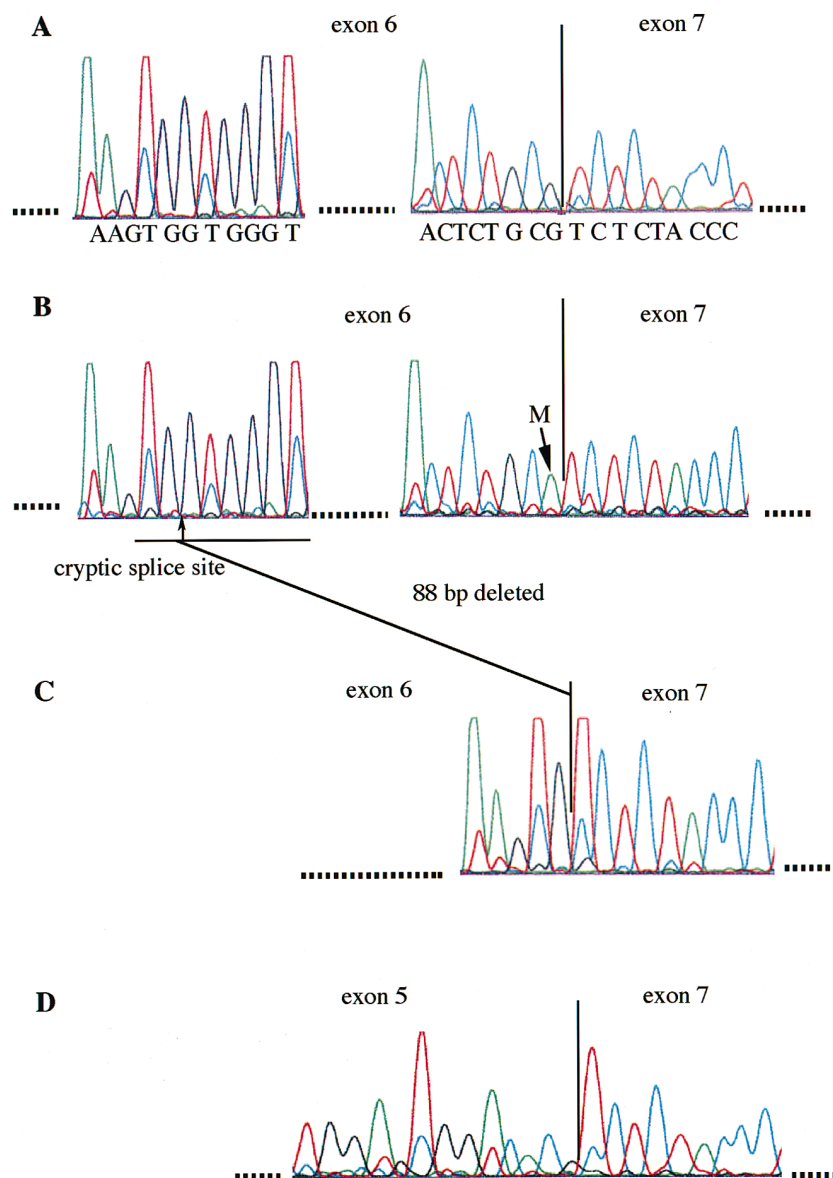 A
exon 6 exon 7
AAGT GG T GGG T ACTCT G CG T C T CTA CCC
B
exon 6 exon 7
M
cryptic splice site
88 bp deleted
C
exon 6 exon 7
D
exon 5 exon 7